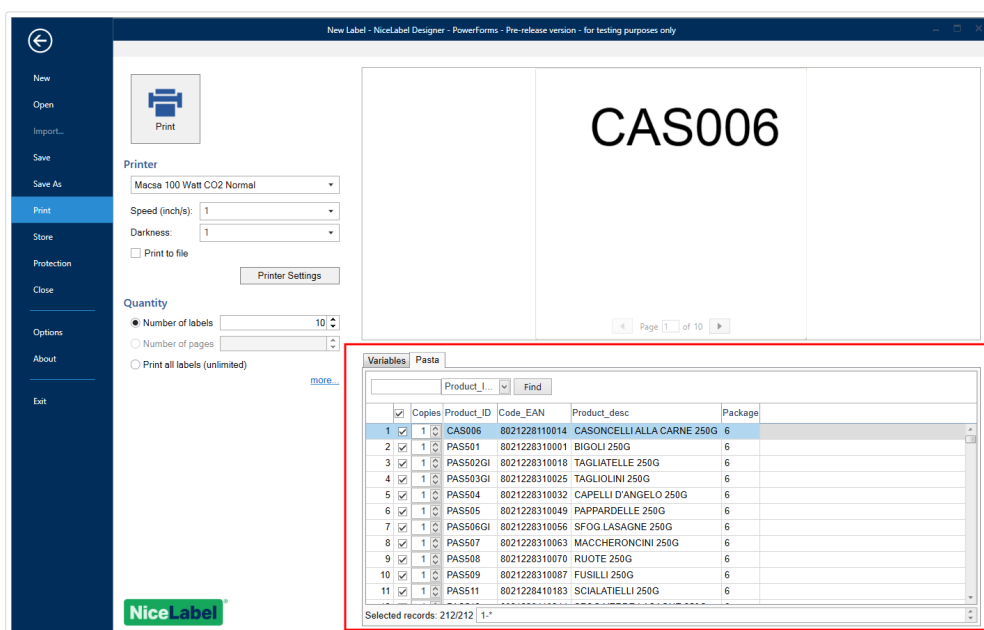 New Label - NiceLabel Designer - PowerForms - Pre-release version - for testing purposes only
New
Open
Import...
Save
Save As
Print
Store
Protection
Close
Options
About
Exit
Print
Printer
Macsa 100 Watt CO2 Normal
Speed (inch/s): 1
Darkness: 1
Print to file
Printer Settings
Quantity
Number of labels 10
Number of pages
Print all labels (unlimited)
more...
NiceLabel
CAS006
Page 1 of 10
Variables Pasta
Product_I... Find
Copies Product_ID Code_EAN Product_desc Package
1 1 CAS006 8021228110014 CASONCELLI ALLA CARNE 250G 6
2 1 PAS501 8021228310001 BIGOLI 250G 6
3 1 PAS502GI 8021228310018 TAGLIATELLE 250G 6
4 1 PAS503GI 8021228310025 TAGLIOLINI 250G 6
5 1 PAS504 8021228310032 CAPELLI D'ANGELO 250G 6
6 1 PAS505 8021228310049 PAPPARDELLE 250G 6
7 1 PAS506GI 8021228310056 SFOG.LASAGNE 250G 6
8 1 PAS507 8021228310063 MACCHERONCINI 250G 6
9 1 PAS508 8021228310070 RUOTE 250G 6
10 1 PAS509 8021228310087 FUSILLI 250G 6
11 1 PAS511 8021228410183 SCIALATIELLI 250G 6
Selected records: 212/212 1-*